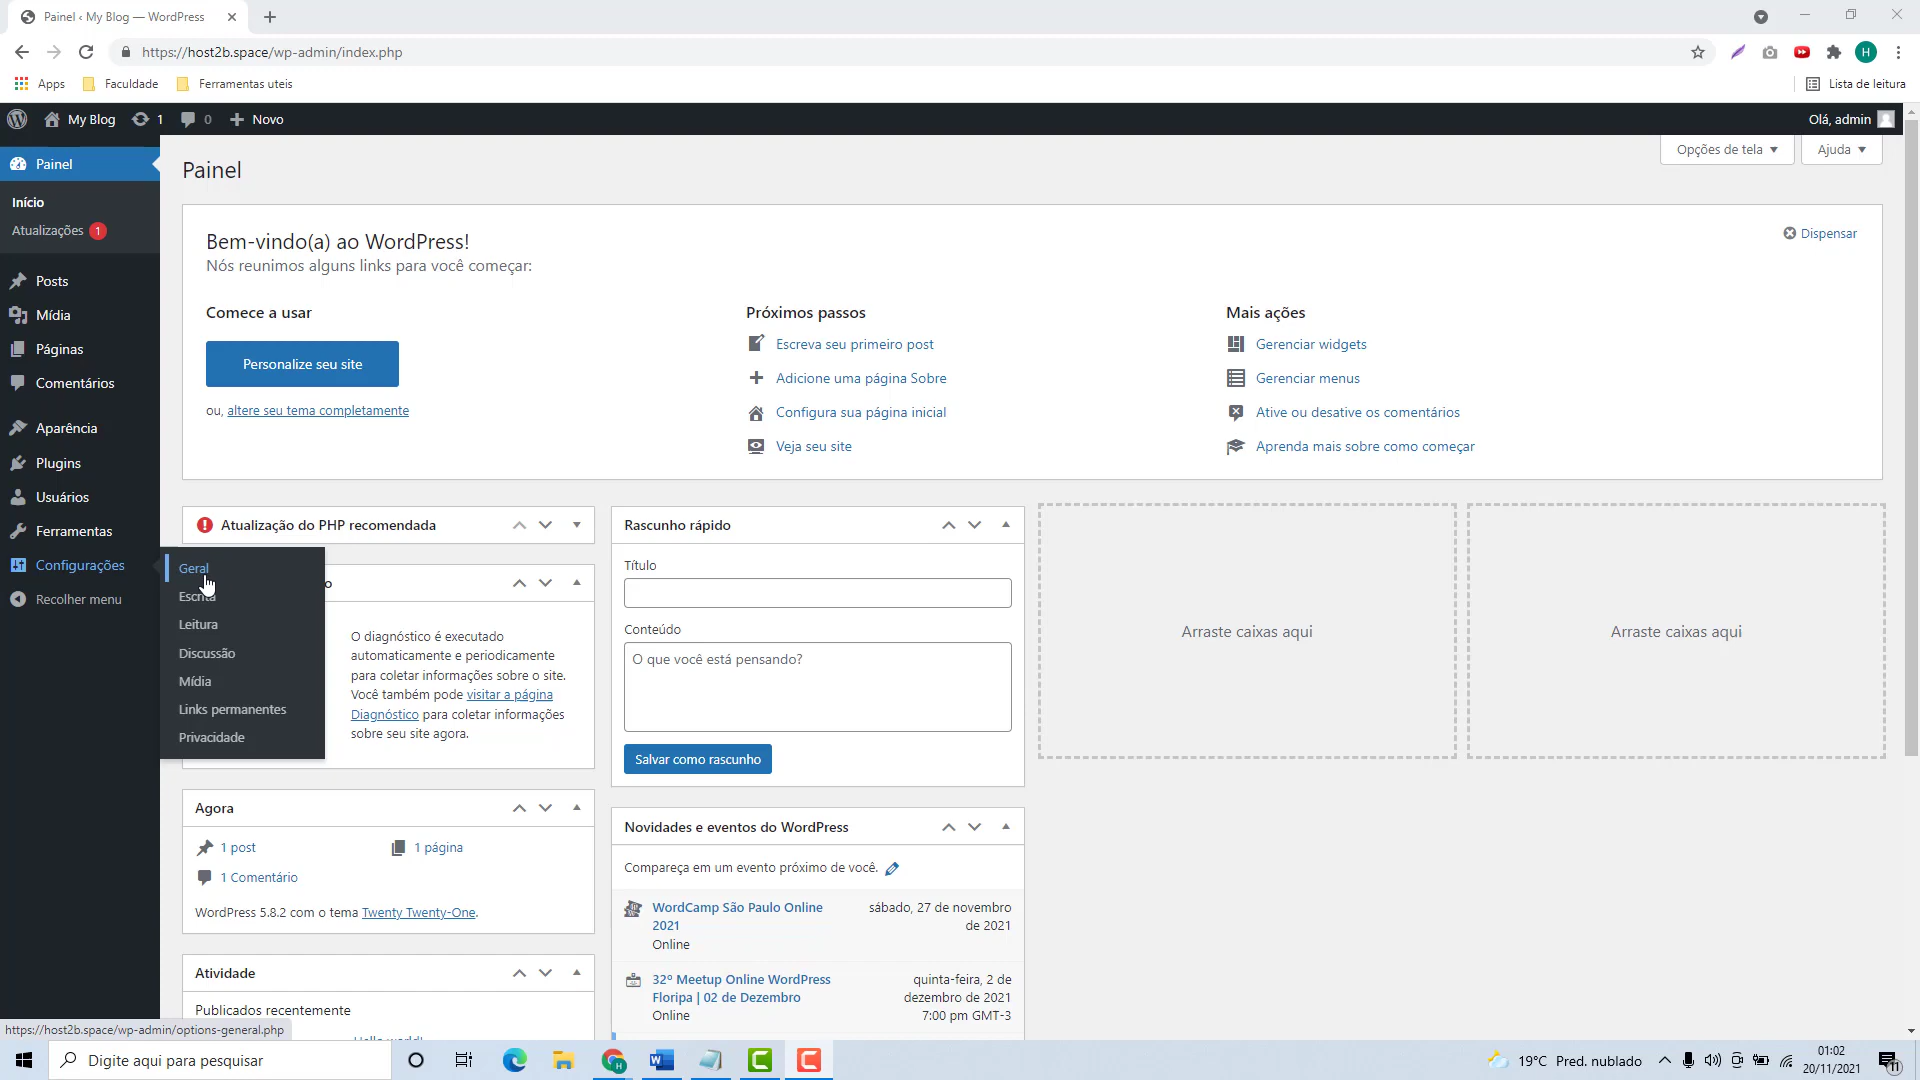 Painel ‹ My Blog — WordPress
https://host2b.space/wp-admin/index.php
H
Apps
Faculdade
Ferramentas uteis
Lista de leitura
My Blog
1
0
Novo
Olá, admin
Painel
Início
Atualizações 1
Posts
Mídia
Páginas
Comentários
Aparência
Plugins
Usuários
Ferramentas
Configurações
Recolher menu
Geral
Escrita
Leitura
Discussão
Mídia
Links permanentes
Privacidade
Painel
Opções de tela
Ajuda
Bem-vindo(a) ao WordPress!
Nós reunimos alguns links para você começar:
Dispensar
Comece a usar
Personalize seu site
ou, altere seu tema completamente
Próximos passos
Escreva seu primeiro post
Adicione uma página Sobre
Configura sua página inicial
Veja seu site
Mais ações
Gerenciar widgets
Gerenciar menus
Ative ou desative os comentários
Aprenda mais sobre como começar
Atualização do PHP recomendada
o
O diagnóstico é executado
automaticamente e periodicamente
para coletar informações sobre o site.
Você também pode visitar a página
Diagnóstico para coletar informações
sobre seu site agora.
Agora
1 post
1 página
1 Comentário
WordPress 5.8.2 com o tema Twenty Twenty-One.
Atividade
Publicados recentemente
Hello world!
Rascunho rápido
Título
Conteúdo
O que você está pensando?
Salvar como rascunho
Novidades e eventos do WordPress
Compareça em um evento próximo de você.
WordCamp São Paulo Online
2021
Online
sábado, 27 de novembro
de 2021
32º Meetup Online WordPress
Floripa | 02 de Dezembro
Online
quinta-feira, 2 de
dezembro de 2021
7:00 pm GMT-3
Arraste caixas aqui
Arraste caixas aqui
https://host2b.space/wp-admin/options-general.php
Digite aqui para pesquisar
19°C Pred. nublado
01:02
20/11/2021
11